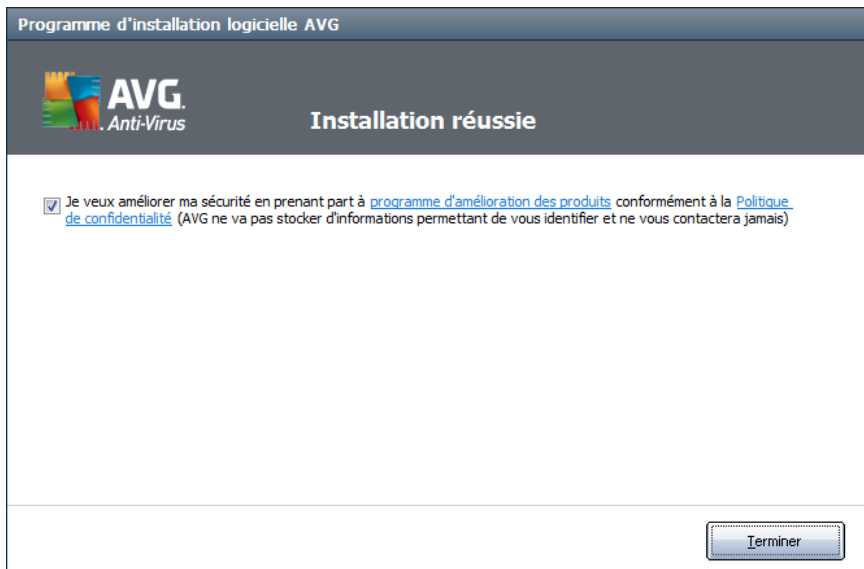 Programme d'installation logicielle AVG
AVG.
Anti-Virus
Installation réussie
Je veux améliorer ma sécurité en prenant part à programme d'amélioration des produits conformément à la Politique
de confidentialité (AVG ne va pas stocker d'informations permettant de vous identifier et ne vous contactera jamais)
Terminer